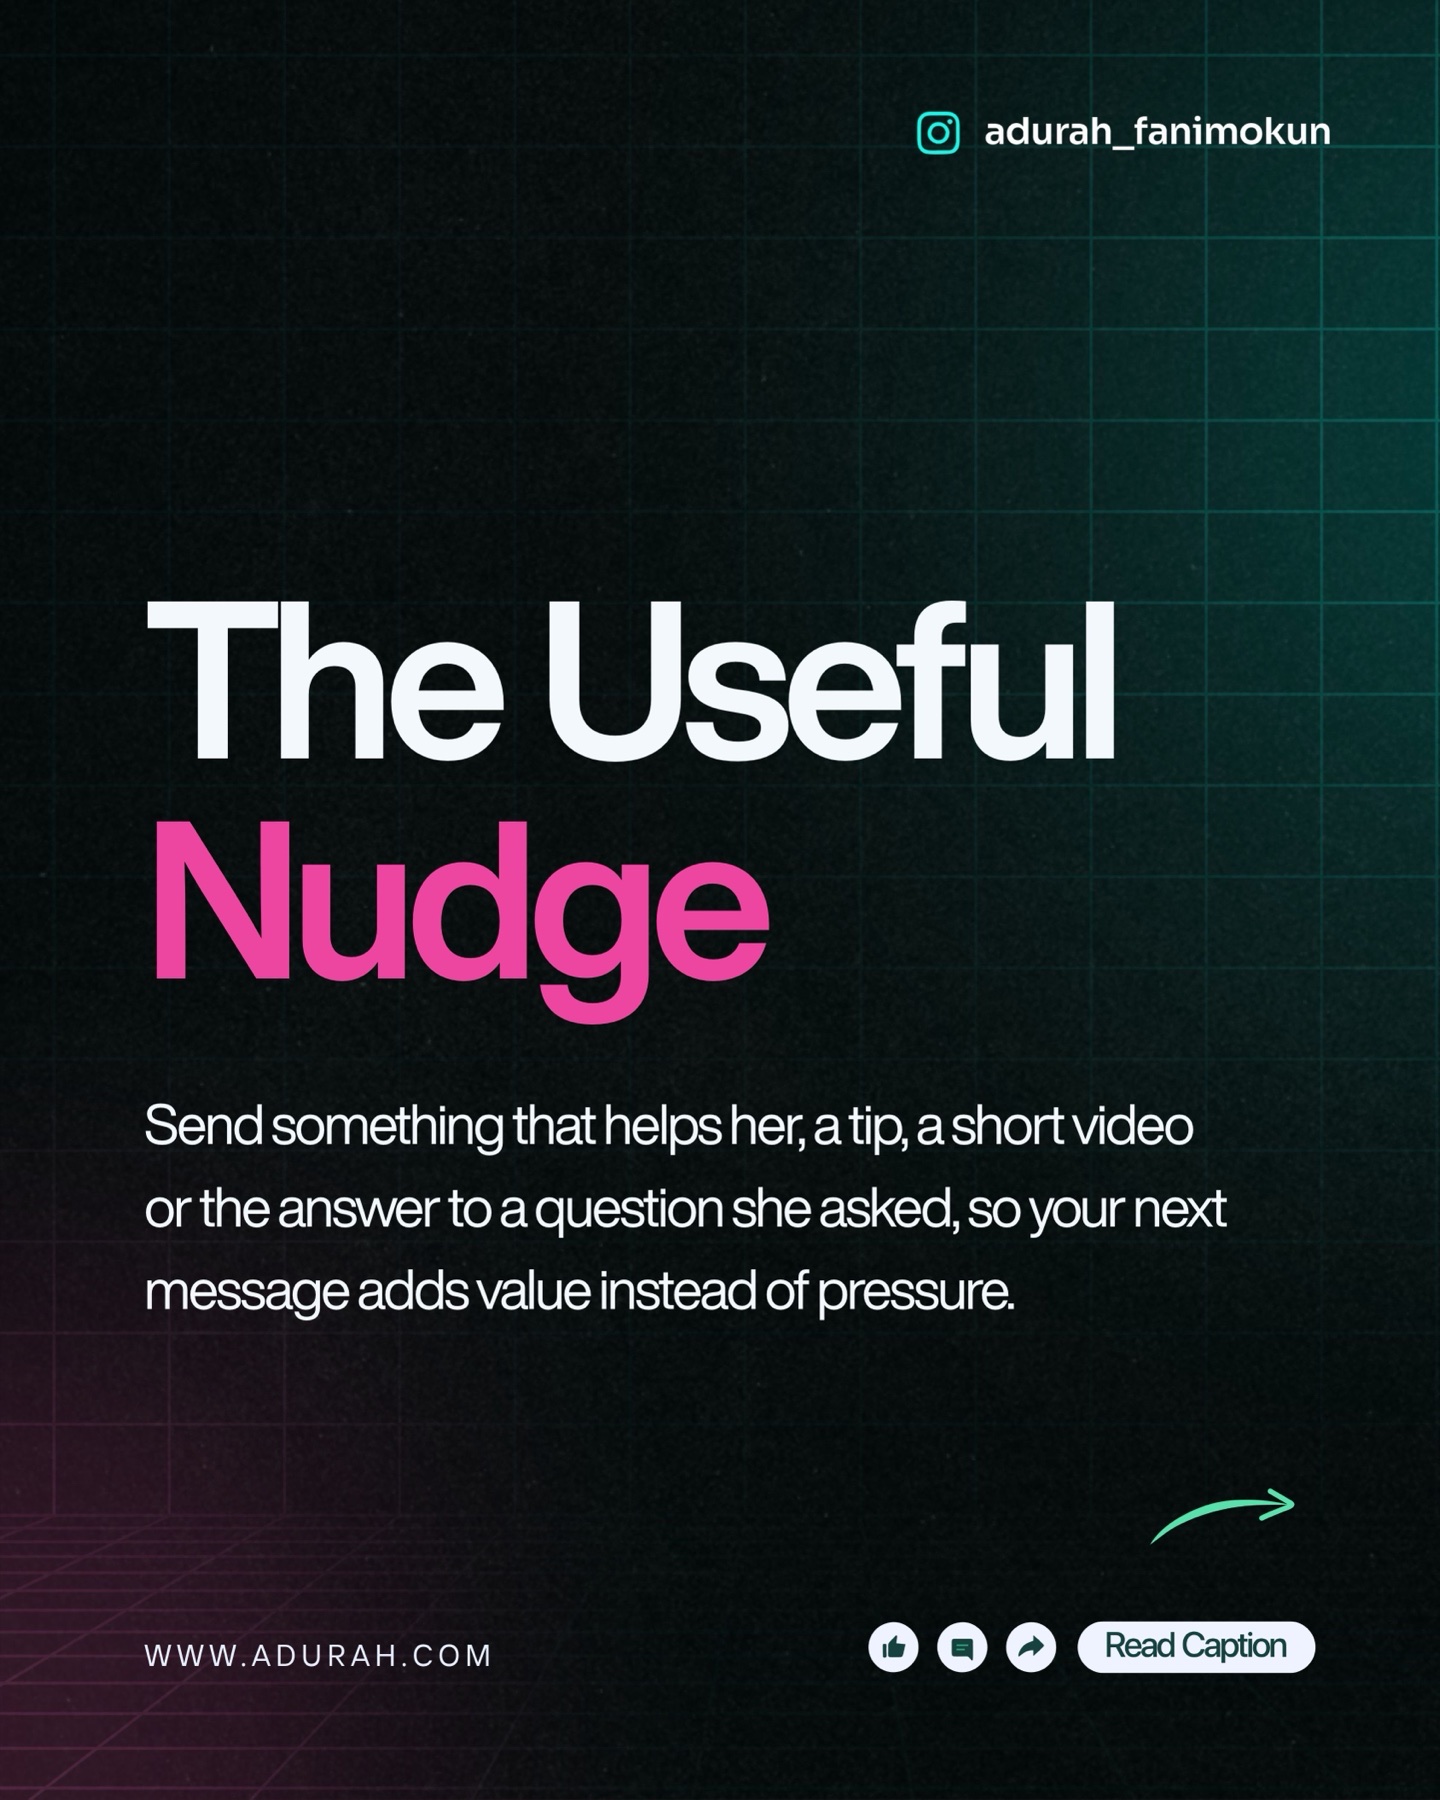 adurah_fanimokun
The Useful
Nudge
Send something that helps her, a tip, a short video
or the answer to a question she asked, so your next
message adds value instead of pressure.
WWW.ADURAH.COM
Read Caption